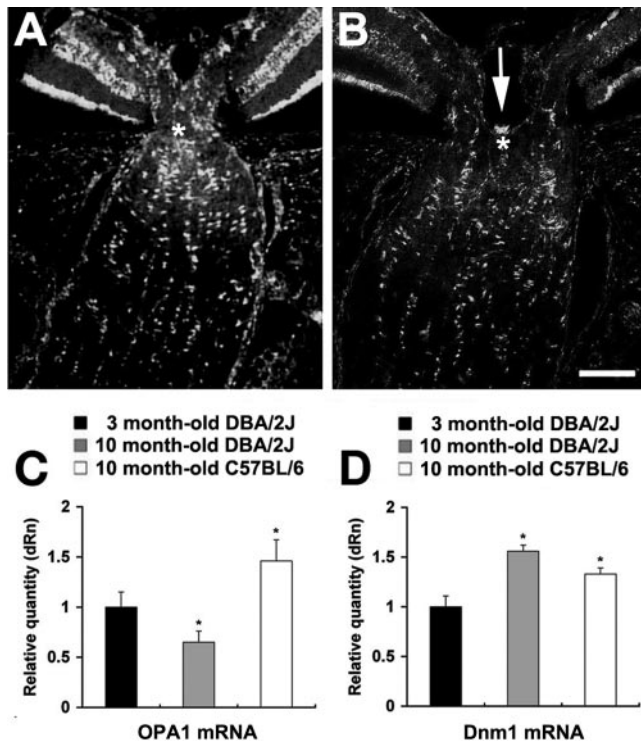 A
B
*
*
3 month-old DBA/2J
10 month-old DBA/2J
10 month-old C57BL/6
3 month-old DBA/2J
10 month-old DBA/2J
10 month-old C57BL/6
C
D
Relative quantity (dRn)
2
1.5
1
0.5
0
*
*
OPA1 mRNA
Relative quantity (dRn)
2
1.5
1
0.5
0
*
*
Dnm1 mRNA